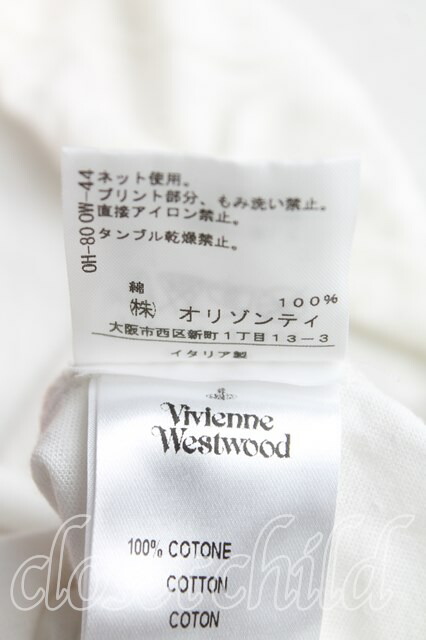 ネット使用。
プリント部分、もみ洗い禁止。
直接アイロン禁止。
タンブル乾燥禁止。
0H-80 0W-44
綿
100%
㈱ オリゾンティ
大阪市西区新町1丁目13-3
イタリア製
Vivienne
Westwood
100% COTONE
COTTON
COTON
closetchild